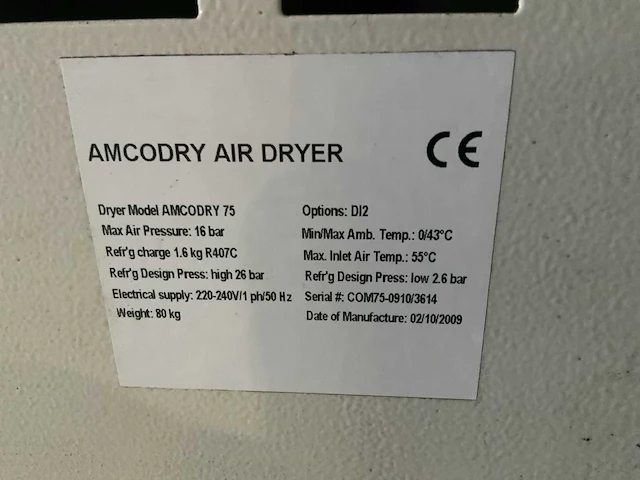 AMCODRY AIR DRYER
CE
Dryer Model AMCODRY 75
Max Air Pressure: 16 bar
Refr'g charge 1.6 kg R407C
Refr'g Design Press: high 26 bar
Electrical supply: 220-240V/1 ph/50 Hz
Weight: 80 kg
Options: DI2
Min/Max Amb. Temp.: 0/43°C
Max. Inlet Air Temp.: 55°C
Refr'g Design Press: low 2.6 bar
Serial #: COM75-0910/3614
Date of Manufacture: 02/10/2009